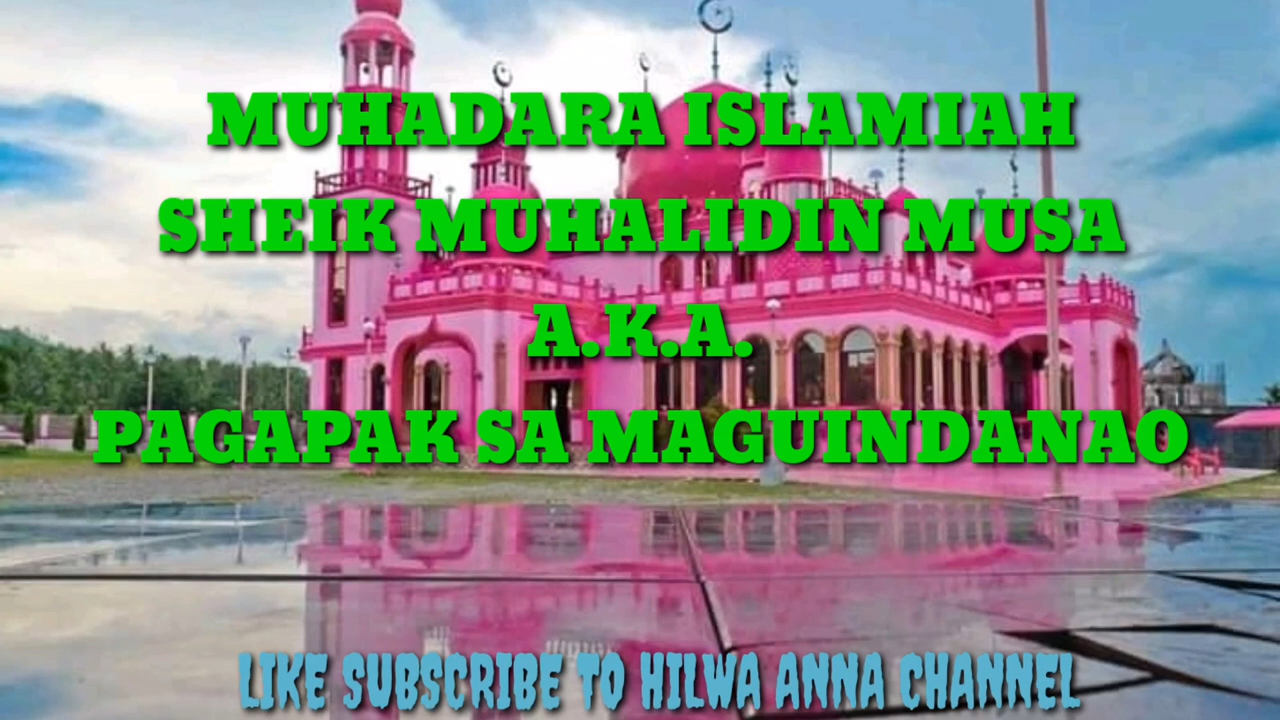 MUHADARA ISLAMIAH
SHEIK MUHALIDIN MUSA
A.K.A.
PAGAPAK SA MAGUINDANAO
LIKE SUBSCRIBE TO HILWA ANNA CHANNEL